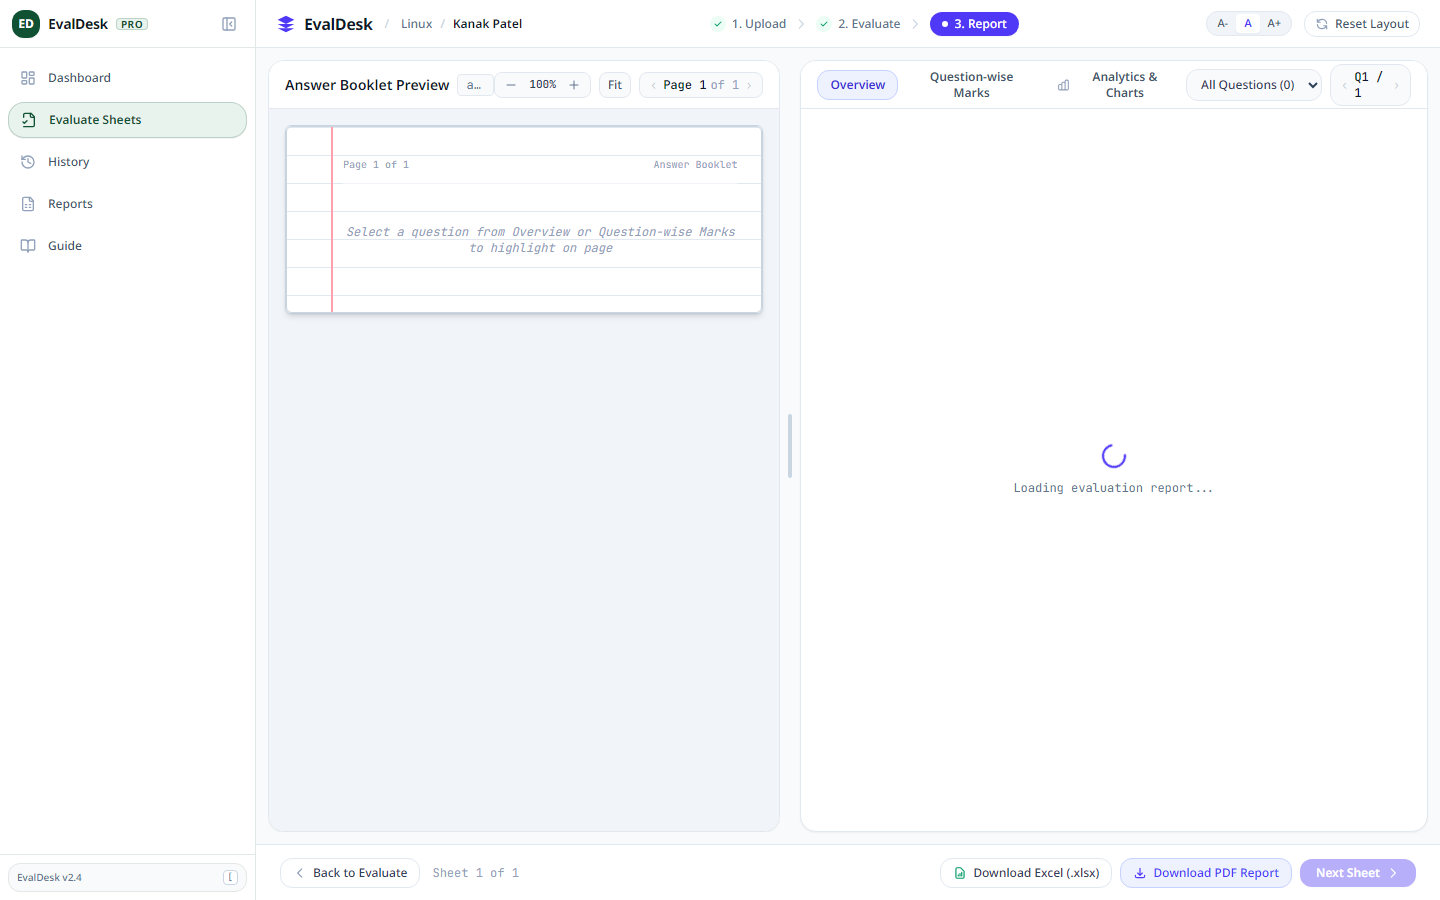 ED EvalDesk PRO
Dashboard
Evaluate Sheets
History
Reports
Guide
EvalDesk v2.4 [
EvalDesk / Linux / Kanak Patel
1. Upload
2. Evaluate
3. Report
A- A A+
Reset Layout
Answer Booklet Preview
a...
− 100% +
Fit
‹ Page 1 of 1 ›
Page 1 of 1
Answer Booklet
Select a question from Overview or Question-wise Marks
to highlight on page
Overview
Question-wise
Marks
Analytics &
Charts
All Questions (0)
‹ Q1 /
1 ›
Loading evaluation report...
Back to Evaluate
Sheet 1 of 1
Download Excel (.xlsx)
Download PDF Report
Next Sheet